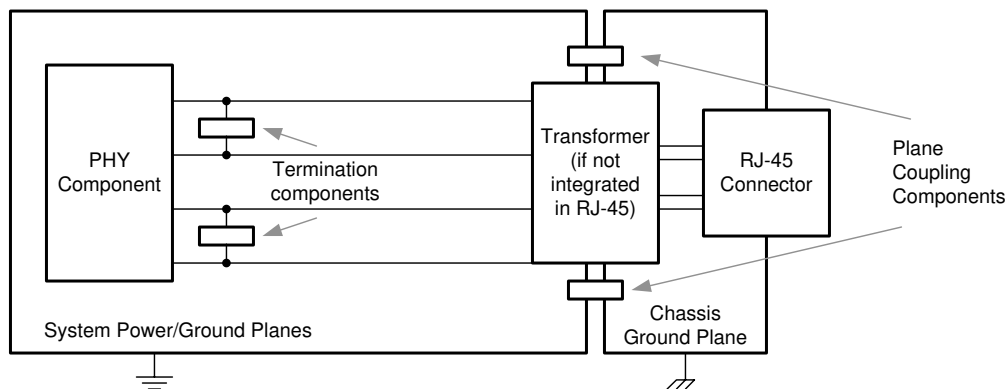 PHY
Component
Termination
components
Transformer
(if not
integrated
in RJ-45)
RJ-45
Connector
Plane
Coupling
Components
System Power/Ground Planes
Chassis
Ground Plane